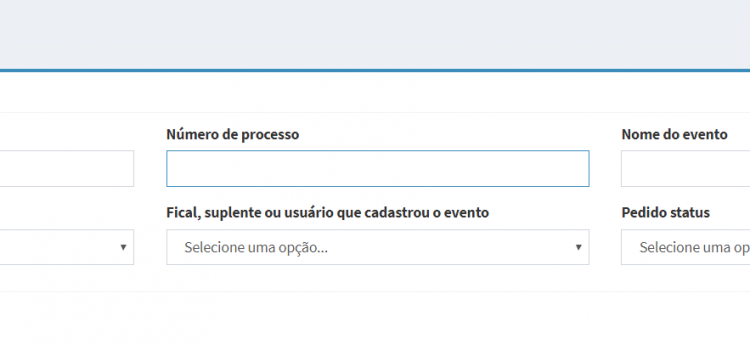 Número de processo
Nome do evento
Fical, suplente ou usuário que cadastrou o evento
Pedido status
Selecione uma opção...
Selecione uma op